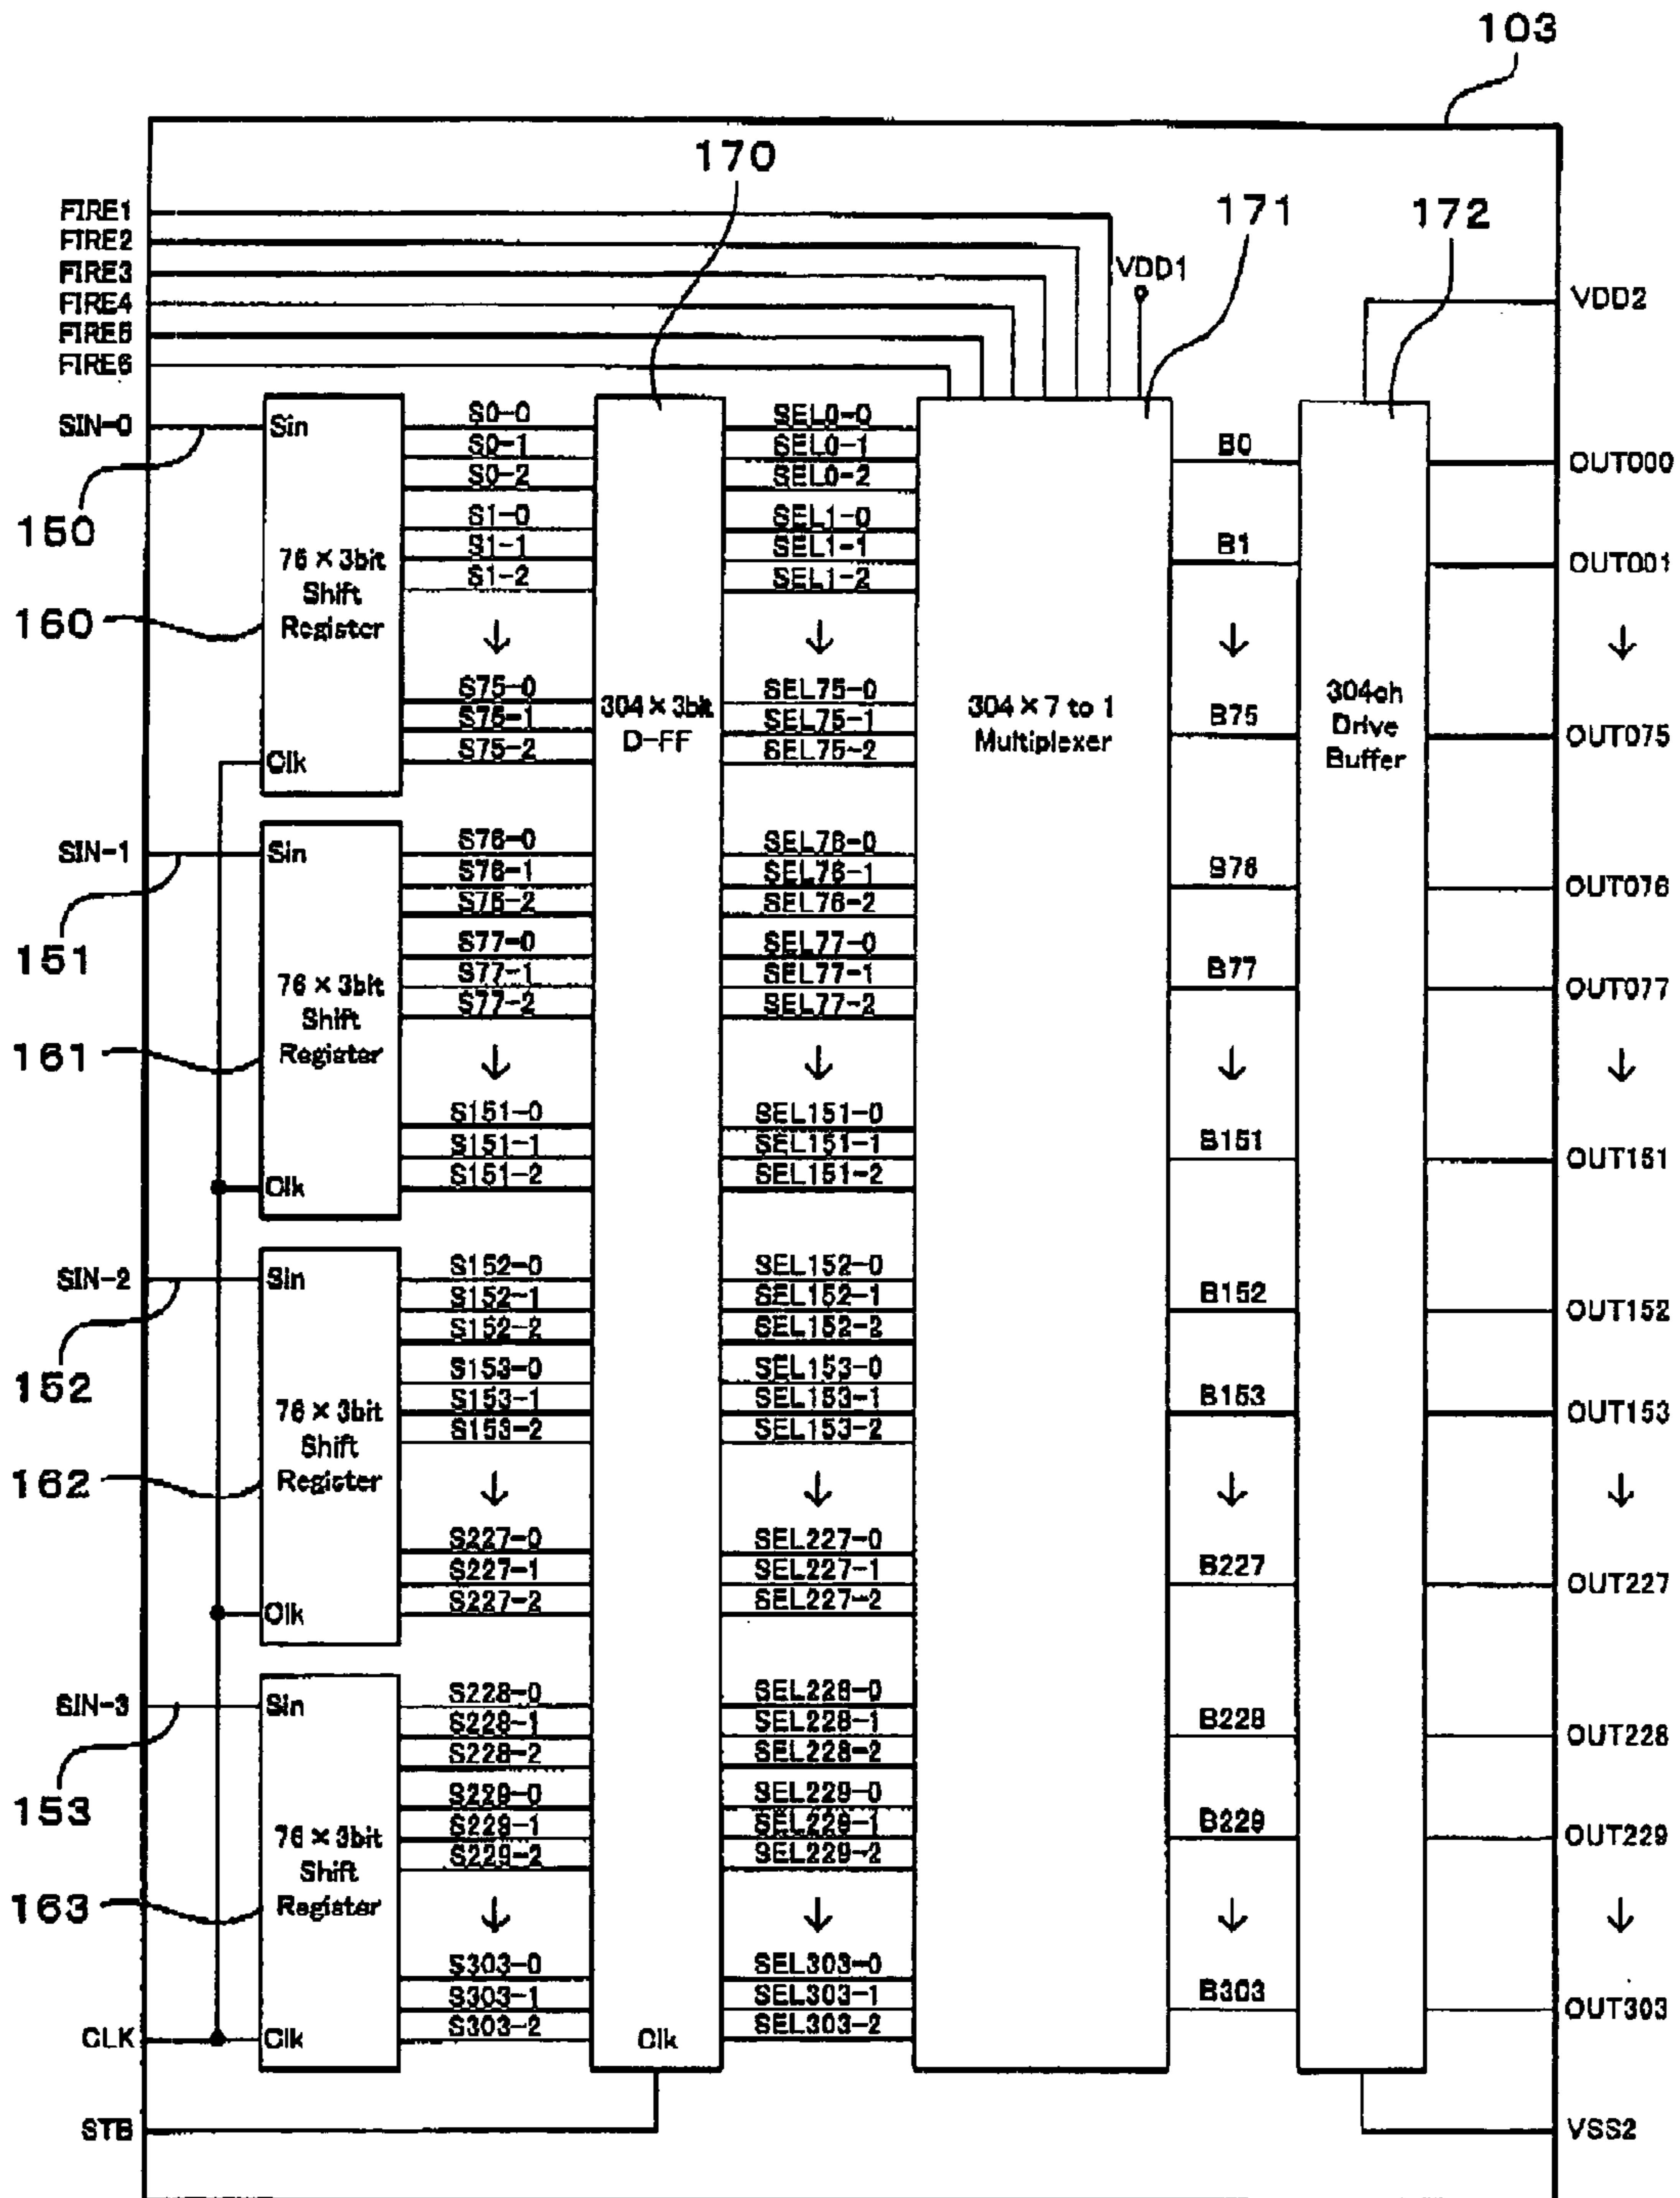 103
170
FIRE1
FIRE2
FIRE3
FIRE4
FIRE5
FIRE6
171
172
VDD1
VDD2
SIN-0
150
Sin
76 × 3bit
Shift
Register
160
Clk
S0-0
S0-1
S0-2
S1-0
S1-1
S1-2
↓
S75-0
S75-1
S75-2
SIN-1
151
Sin
76 × 3bit
Shift
Register
161
Clk
S76-0
S76-1
S76-2
S77-0
S77-1
S77-2
↓
S151-0
S151-1
S151-2
SIN-2
152
Sin
76 × 3bit
Shift
Register
162
Clk
S152-0
S152-1
S152-2
S153-0
S153-1
S153-2
↓
S227-0
S227-1
S227-2
SIN-3
153
Sin
76 × 3bit
Shift
Register
163
Clk
S228-0
S228-1
S228-2
S229-0
S229-1
S229-2
↓
S303-0
S303-1
S303-2
CLK
STB
304 × 3bit
D-FF
Clk
SEL0-0
SEL0-1
SEL0-2
SEL1-0
SEL1-1
SEL1-2
↓
SEL75-0
SEL75-1
SEL75-2
SEL76-0
SEL76-1
SEL76-2
SEL77-0
SEL77-1
SEL77-2
↓
SEL151-0
SEL151-1
SEL151-2
SEL152-0
SEL152-1
SEL152-2
SEL153-0
SEL153-1
SEL153-2
↓
SEL227-0
SEL227-1
SEL227-2
SEL228-0
SEL228-1
SEL228-2
SEL229-0
SEL229-1
SEL229-2
↓
SEL303-0
SEL303-1
SEL303-2
304 × 7 to 1
Multiplexer
B0
B1
↓
B75
B76
B77
↓
B151
B152
B153
↓
B227
B228
B229
↓
B303
304ch
Drive
Buffer
OUT000
OUT001
↓
OUT075
OUT076
OUT077
↓
OUT151
OUT152
OUT153
↓
OUT227
OUT228
OUT229
↓
OUT303
VSS2